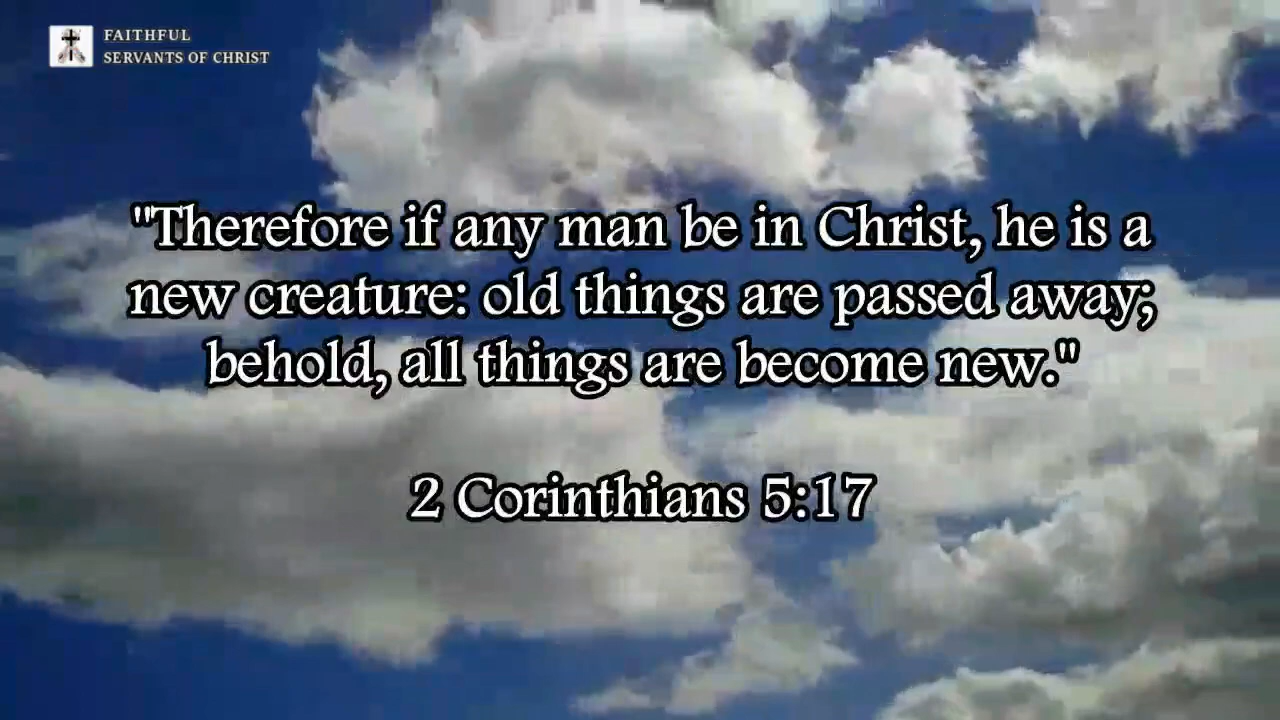 FAITHFUL
SERVANTS OF CHRIST
"Therefore if any man be in Christ, he is a
new creature: old things are passed away;
behold, all things are become new."
2 Corinthians 5:17